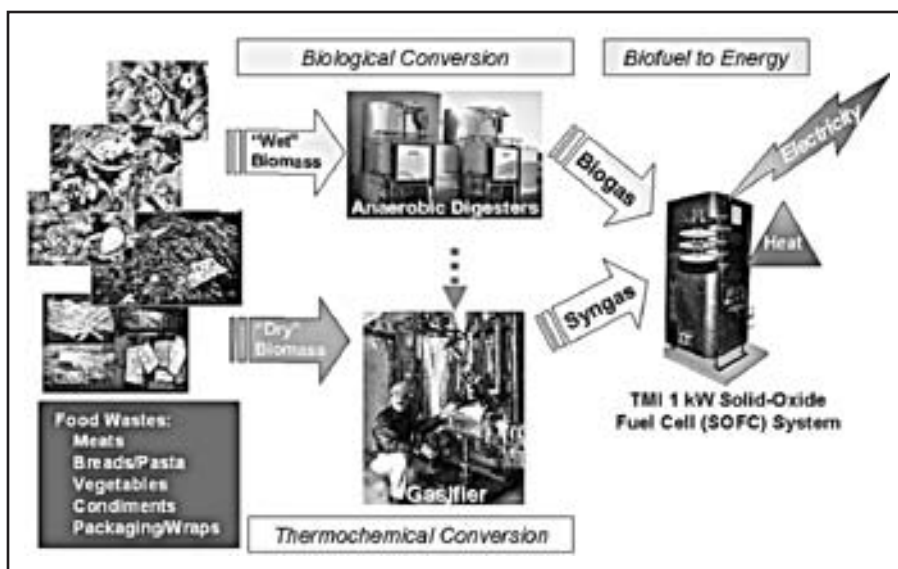 Biological Conversion
Biofuel to Energy
"Wet"
Biomass
Anaerobic Digesters
Biogas
Electricity
Heat
"Dry"
Biomass
Syngas
Gasifier
TMI 1 kW Solid-Oxide
Fuel Cell (SOFC) System
Food Wastes:
Meats
Breads/Pasta
Vegetables
Condiments
Packaging/Wraps
Thermochemical Conversion